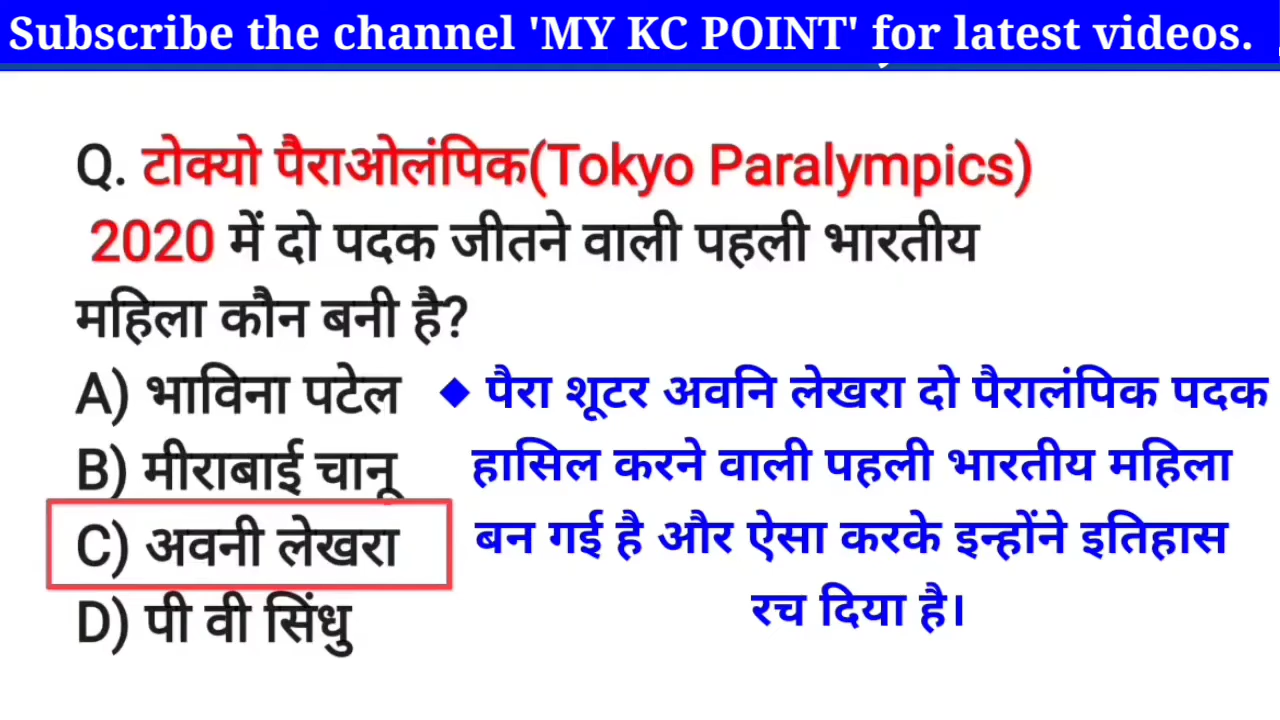 Subscribe the channel 'MY KC POINT' for latest videos.
Q. टोक्यो पैराओलंपिक(Tokyo Paralympics)
2020 में दो पदक जीतने वाली पहली भारतीय
महिला कौन बनी है?
A) भाविना पटेल
B) मीराबाई चानू
C) अवनी लेखरा
D) पी वी सिंधु
◆ पैरा शूटर अवनि लेखरा दो पैरालंपिक पदक
हासिल करने वाली पहली भारतीय महिला
बन गई है और ऐसा करके इन्होंने इतिहास
रच दिया है।